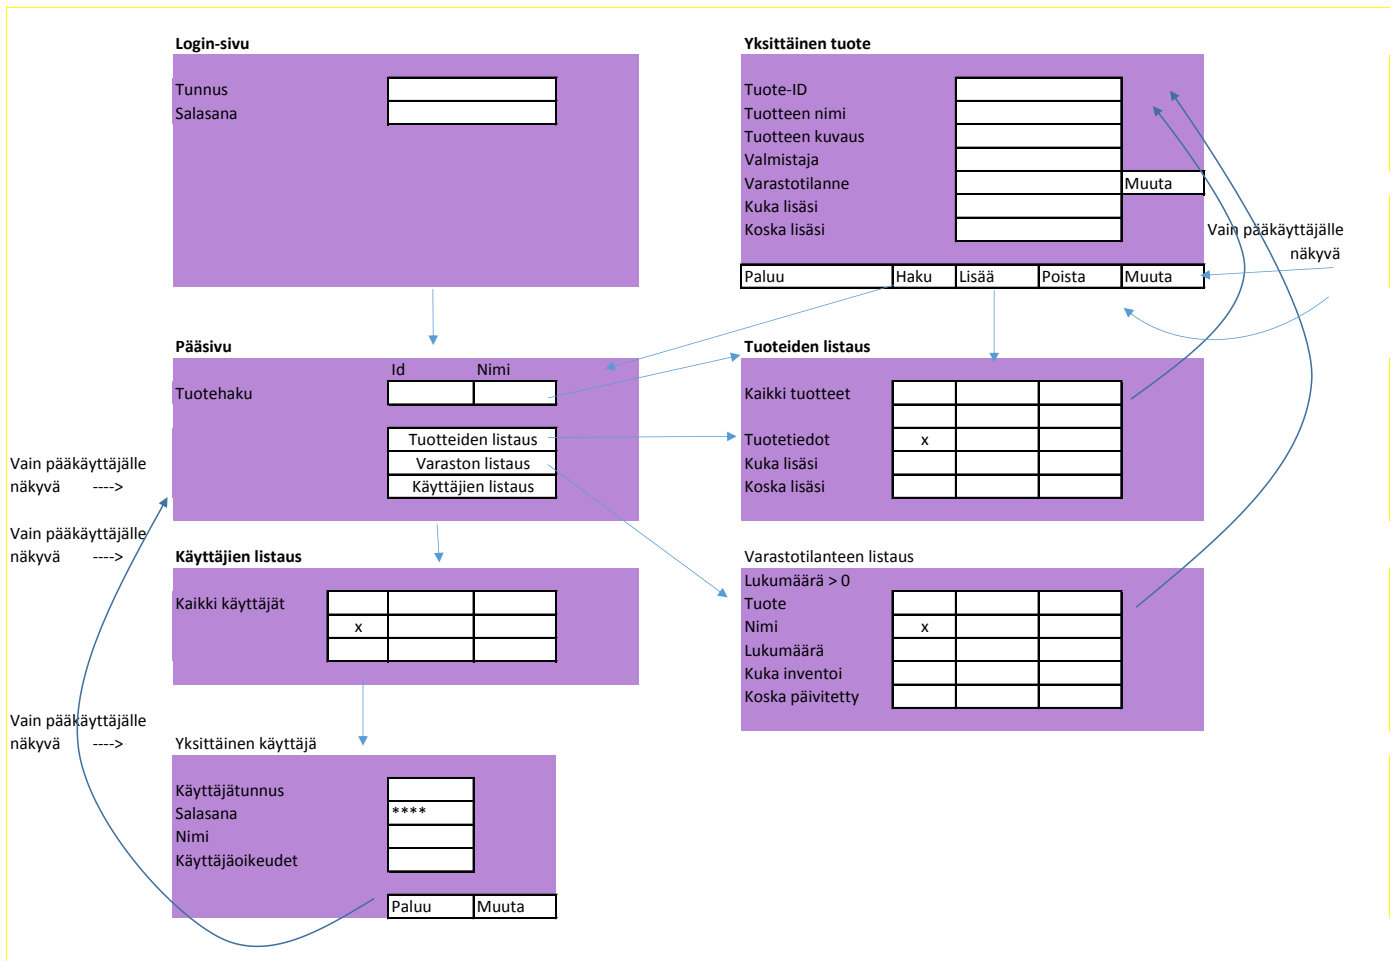 Login-sivu
Tunnus
Salasana
Yksittäinen tuote
Tuote-ID
Tuotteen nimi
Tuotteen kuvaus
Valmistaja
Varastotilanne Muuta
Kuka lisäsi
Koska lisäsi
Paluu Haku Lisää Poista Muuta
Vain pääkäyttäjälle
näkyvä
Pääsivu
Id Nimi
Tuotehaku
Tuotteiden listaus
Varaston listaus
Käyttäjien listaus
Vain pääkäyttäjälle
näkyvä ---->
Tuoteiden listaus
Kaikki tuotteet
Tuotetiedot x
Kuka lisäsi
Koska lisäsi
Vain pääkäyttäjälle
näkyvä ---->
Käyttäjien listaus
Kaikki käyttäjät
x
Varastotilanteen listaus
Lukumäärä > 0
Tuote
Nimi x
Lukumäärä
Kuka inventoi
Koska päivitetty
Vain pääkäyttäjälle
näkyvä ---->
Yksittäinen käyttäjä
Käyttäjätunnus
Salasana ****
Nimi
Käyttäjäoikeudet
Paluu Muuta